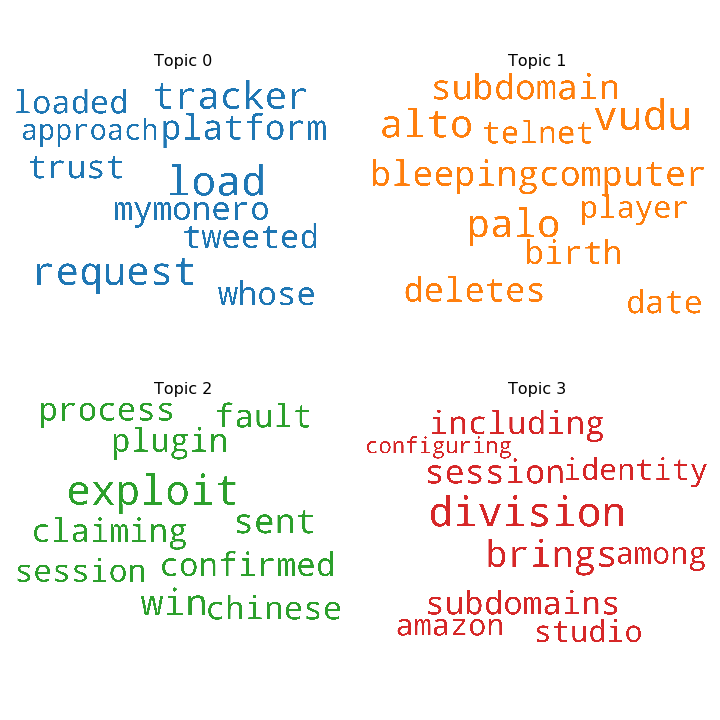 Topic 0
loaded tracker
approach platform
trust
load
mymonero
tweeted
request
whose
Topic 1
subdomain
alto telnet vudu
bleepingcomputer
player
palo
birth
deletes
date
Topic 2
process fault
plugin
exploit
claiming sent
session confirmed
win chinese
Topic 3
including
configuring
session identity
division
brings among
subdomains
amazon studio